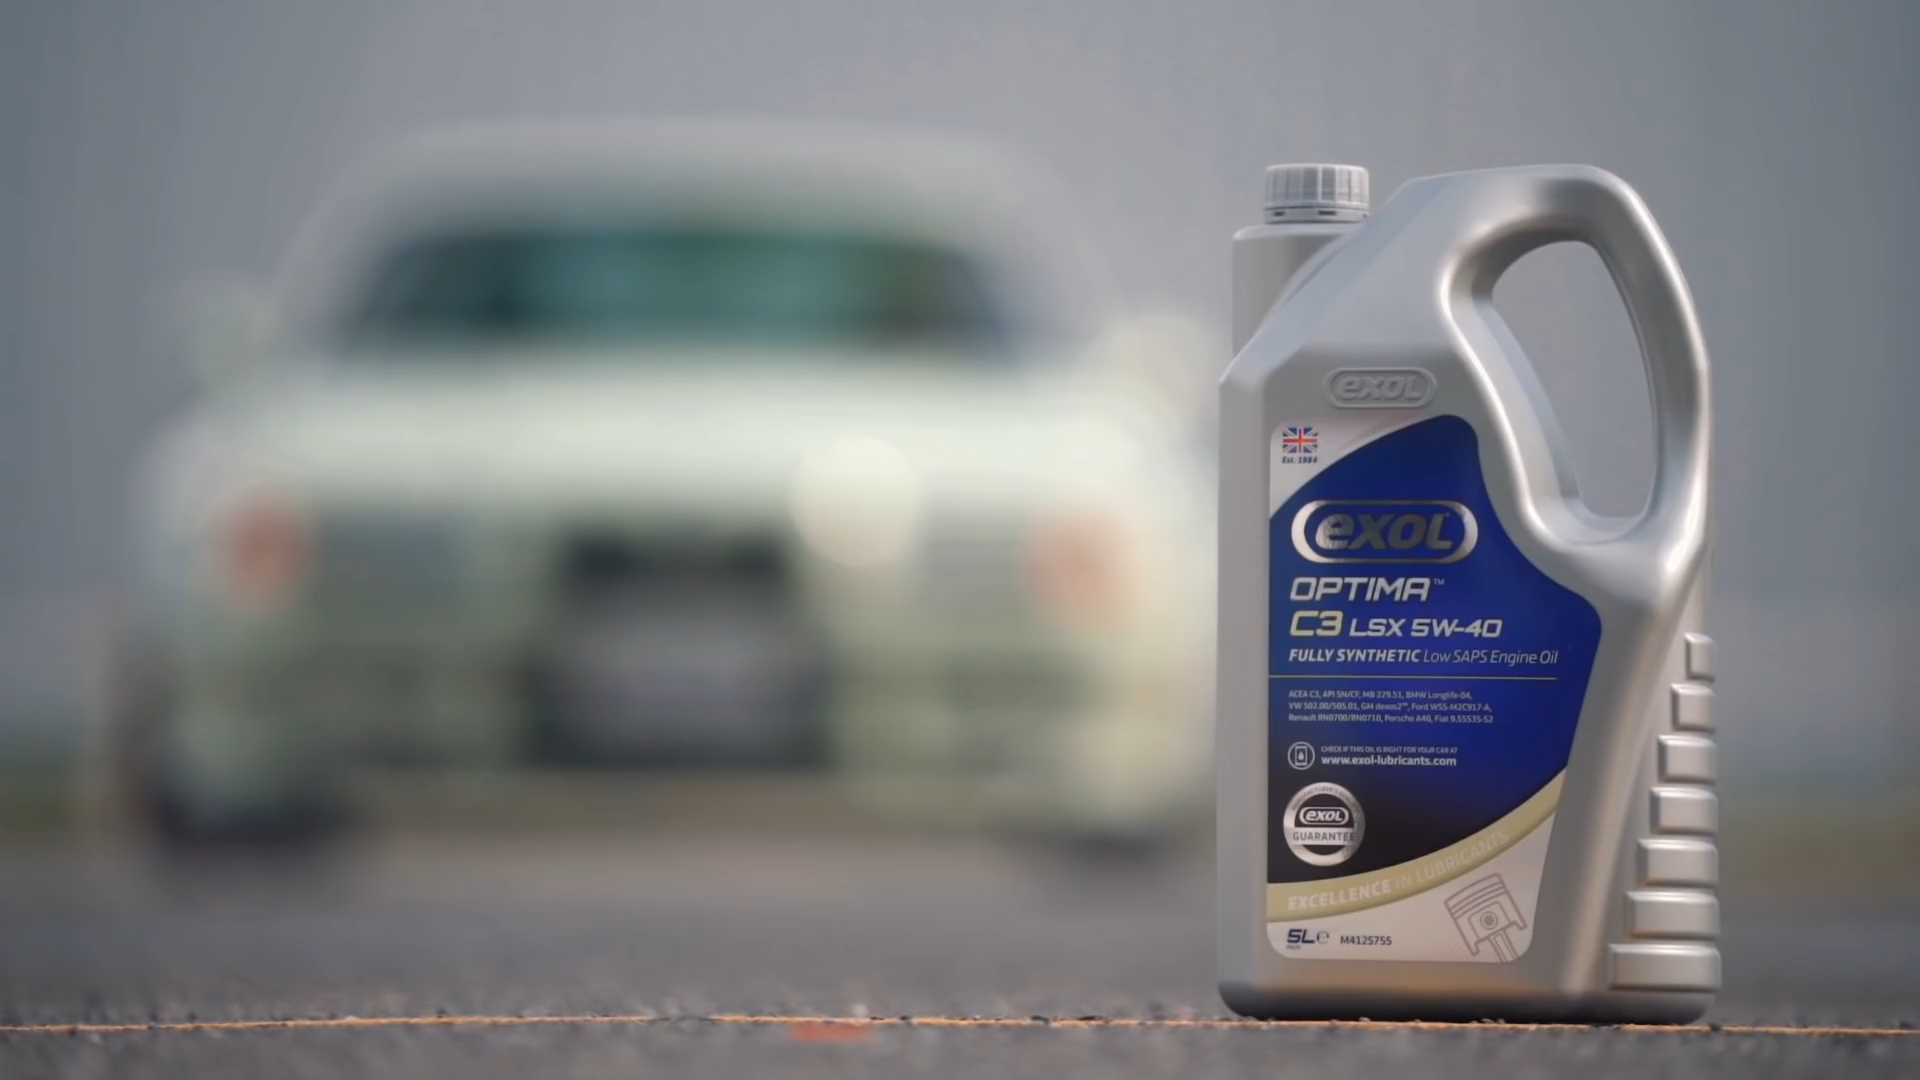 exol
Est. 1984
exol
OPTIMA™
C3 LSX 5W-40
FULLY SYNTHETIC Low SAPS Engine Oil
ACEA C3, API SN/CF, MB 229.51, BMW Longlife-04,
VW 502.00/505.01, GM dexos2™, Ford WSS-M2C917-A,
Renault RN0700/RN0710, Porsche A40, Fiat 9.55535-S2
CHECK IF THIS OIL IS RIGHT FOR YOUR CAR AT
www.exol-lubricants.com
exol
GUARANTEE
EXCELLENCE IN LUBRICANTS
5L e M4125755